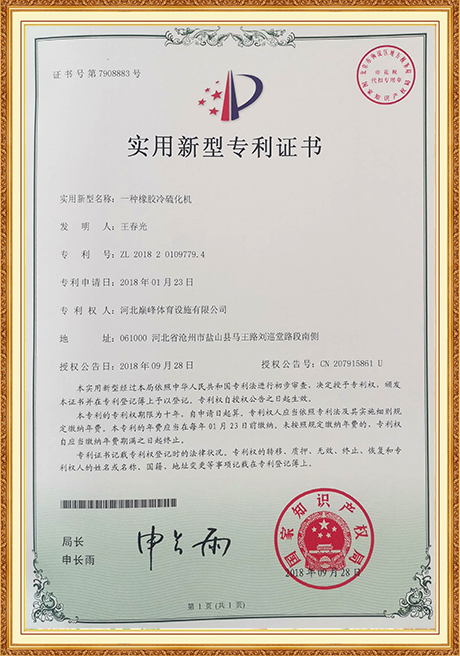 证书号第7908883号
实用新型专利证书
实用新型名称：一种橡胶冷硫化机
发明人：王春光
专利号：ZL 2018 2 0109779.4
专利申请日：2018年01月23日
专利权人：河北巅峰体育设施有限公司
地址：061000 河北省沧州市盐山县马王路刘巡堂路段南侧
授权公告日：2018年09月28日 授权公告号：CN 207915861 U
本实用新型经过本局依照中华人民共和国专利法进行初步审查，决定授予专利权，颁发
本证书并在专利登记簿上予以登记。专利权自授权公告之日起生效。
本专利的专利权期限为十年，自申请日起算。专利权人应当依照专利法及其实施细则规
定缴纳年费。本专利的年费应当在每年01月23日前缴纳。未按照规定缴纳年费的，专利权
自应当缴纳年费期满之日起终止。
专利证书记载专利权登记时的法律状况。专利权的转移、质押、无效、终止、恢复和专
利权人的姓名或名称、国籍、地址变更等事项记载在专利登记簿上。
局长
申长雨
申长雨
国家知识产权局
2018年09月28日
第1页（共1页）